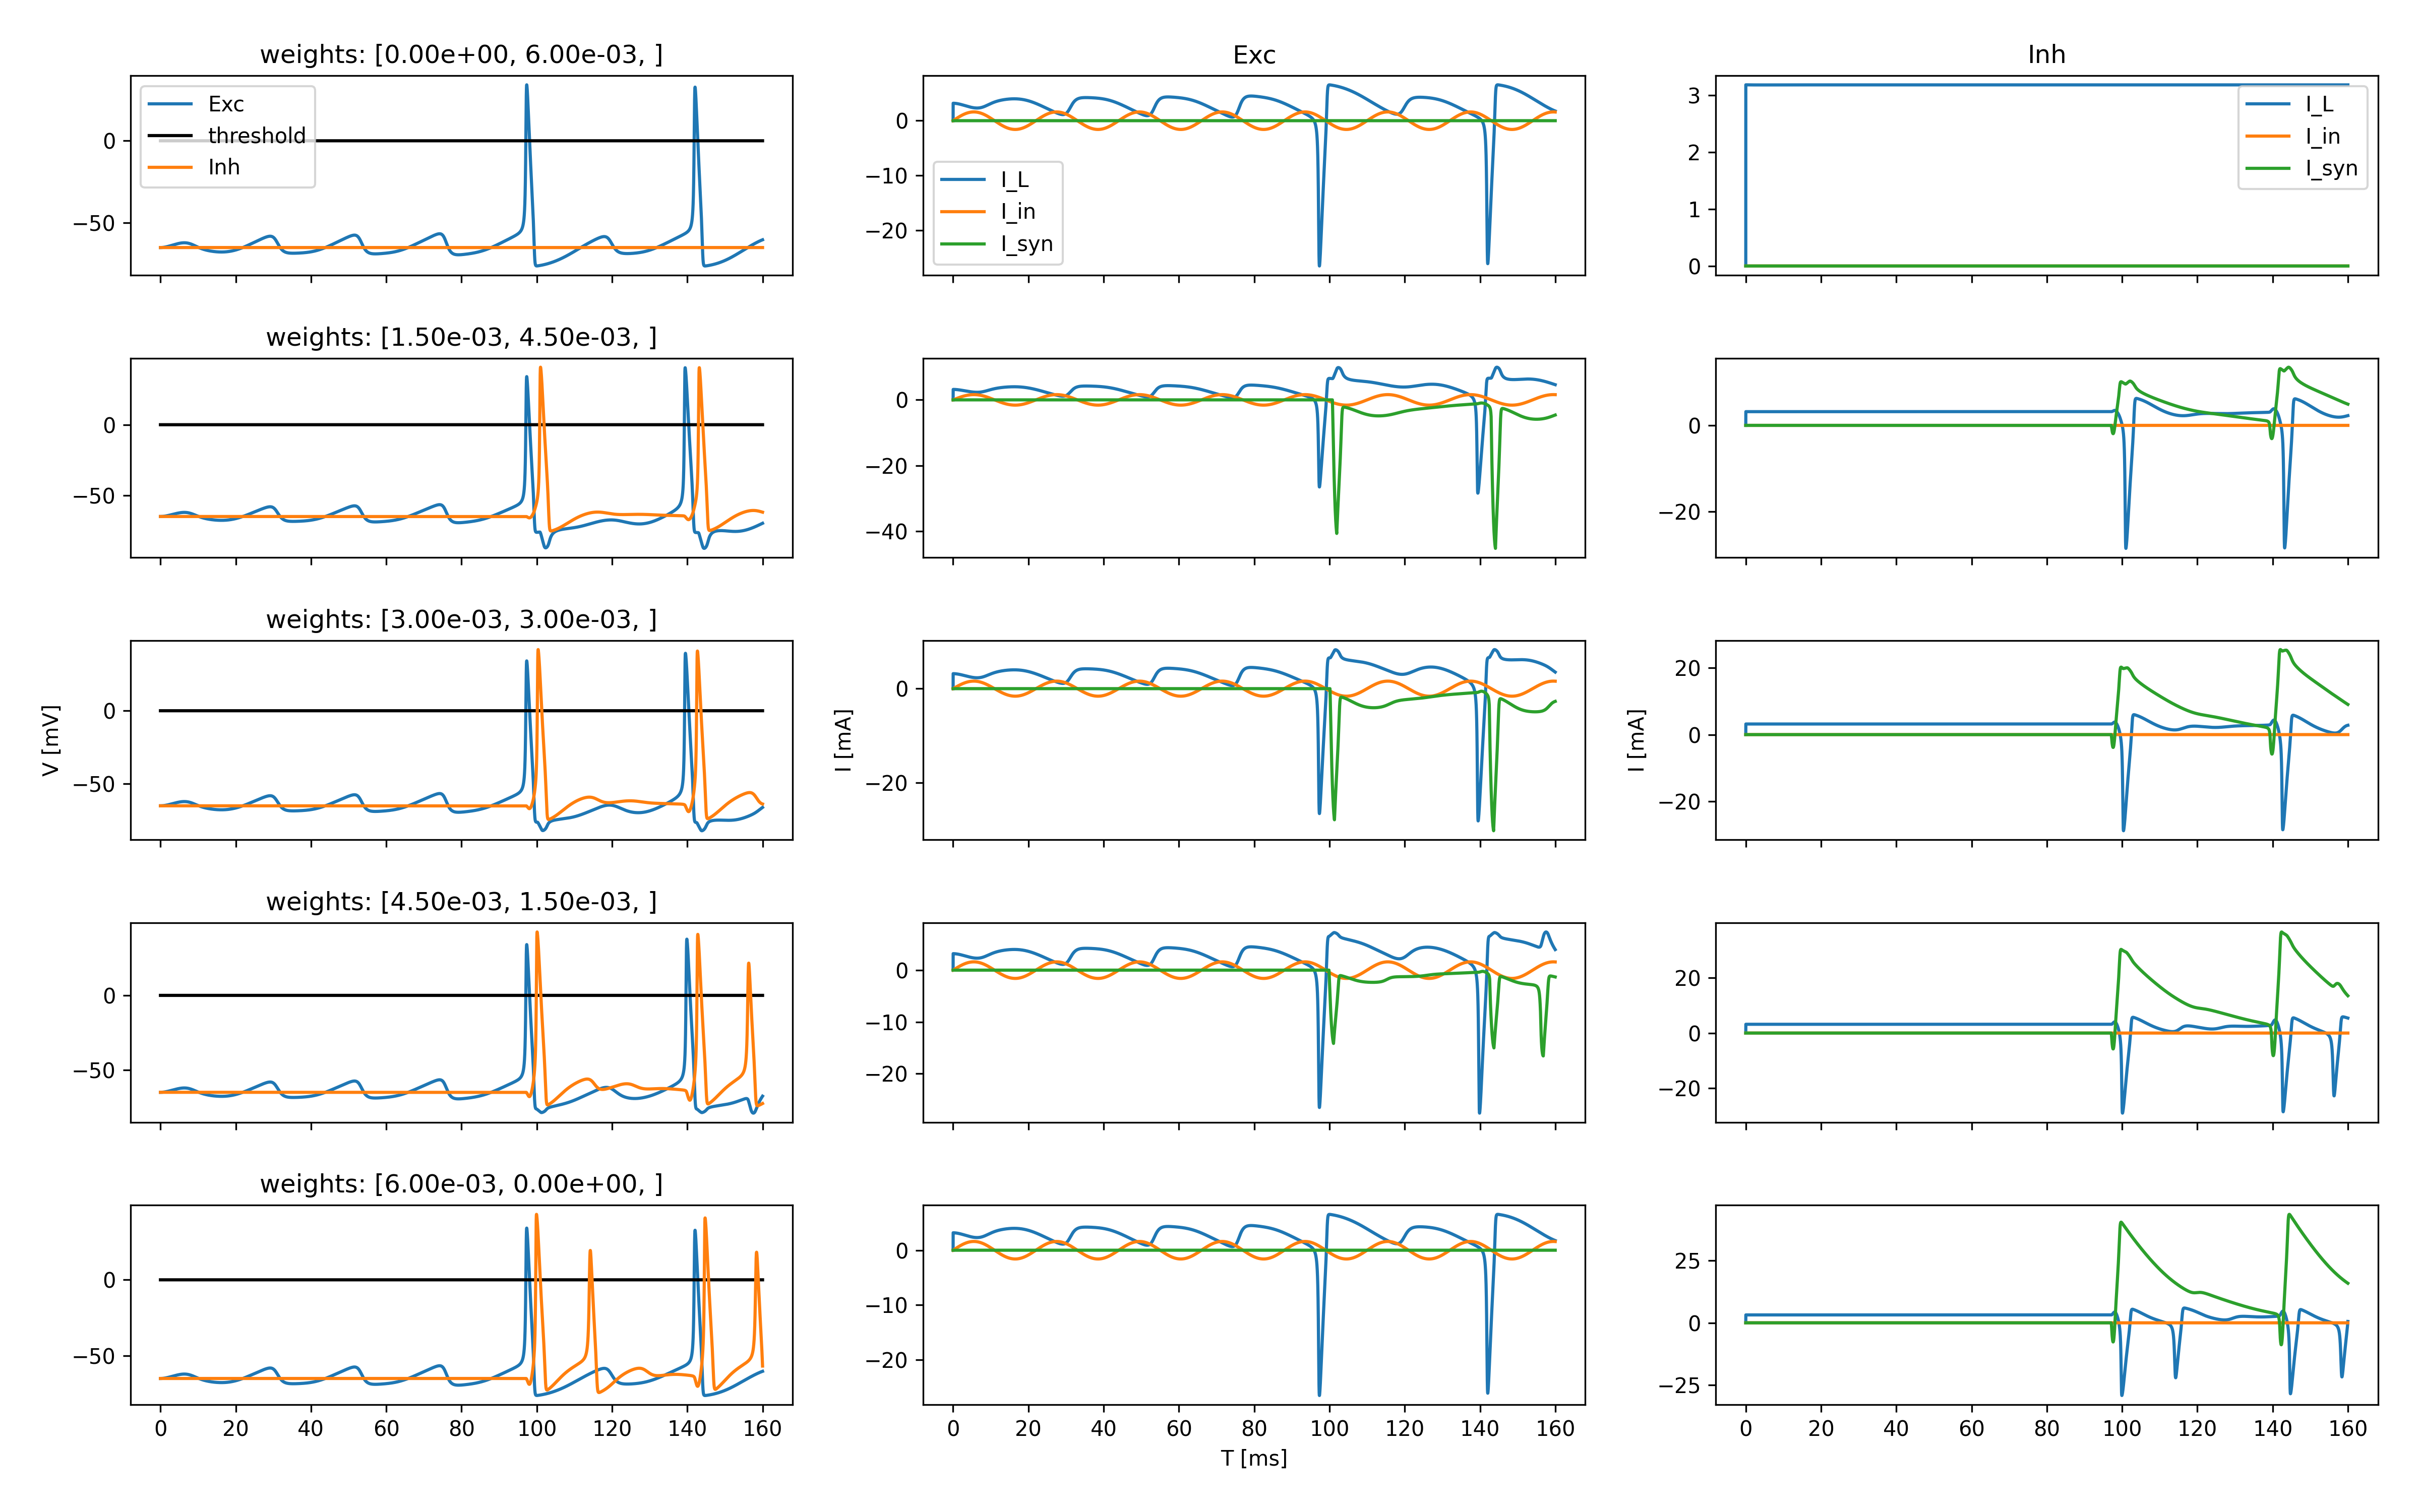 weights: [0.00e+00, 6.00e-03, ]
Exc
threshold
Inh
0
−50
Exc
I_L
I_in
I_syn
0
−10
−20
Inh
I_L
I_in
I_syn
3
2
1
0
weights: [1.50e-03, 4.50e-03, ]
0
−50
0
−20
−40
0
−20
weights: [3.00e-03, 3.00e-03, ]
V [mV]
0
−50
I [mA]
0
−20
I [mA]
20
0
−20
weights: [4.50e-03, 1.50e-03, ]
0
−50
0
−10
−20
20
0
−20
weights: [6.00e-03, 0.00e+00, ]
0
−50
0 20 40 60 80 100 120 140 160
0
−10
−20
0 20 40 60 80 100 120 140 160
T [ms]
25
0
−25
0 20 40 60 80 100 120 140 160